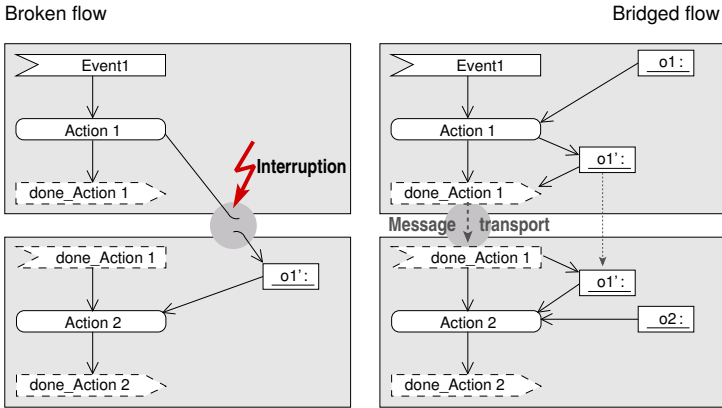 Broken flow
Event1
Action 1
Interruption
done_Action 1
done_Action 1
o1':
Action 2
done_Action 2
Bridged flow
Event1
o1:
Action 1
o1':
done_Action 1
Message transport
done_Action 1
o1':
Action 2
o2:
done_Action 2